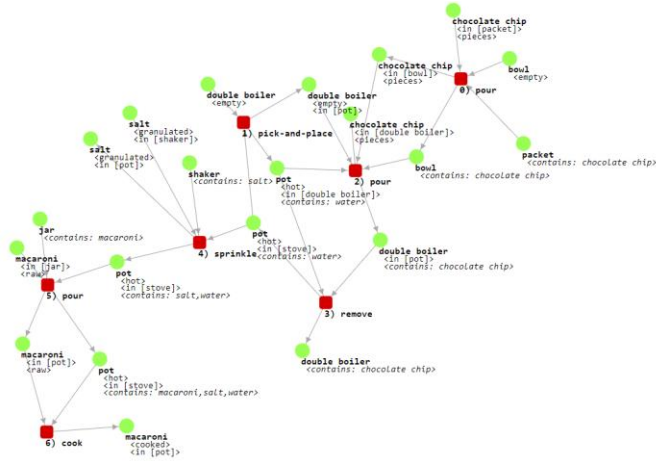 chocolate chip
<in [packet]>
<pieces>
chocolate chip
<in [bowl]>
pieces>
bowl
<empty>
0) pour
double boiler
<empty>
double boiler
<empty>
in [pot]>
salt
<granulated>
<in [shaker]>
chocolate chip
<in [double boiler]>
<pieces>
1) pick-and-place
salt
<granulated>
<in [pot]>
packet
<contains: chocolate chip>
shaker
<contains: salt>
pot
<hot>
<in [double boiler]>
<contains: water>
2) pour
bowl
<contains: chocolate chip>
jar
<contains: macaroni>
pot
<hot>
<in [stove]>
<contains: water>
4) sprinkle
double boiler
<in [pot]>
<contains: chocolate chip>
macaroni
<in [jar]>
<raw>
pot
<hot>
<in [stove]>
<contains: salt,water>
5) pour
3) remove
macaroni
<in [pot]>
<raw>
pot
<hot>
<in [stove]>
<contains: macaroni,salt,water>
double boiler
<contains: chocolate chip>
6) cook
macaroni
<cooked>
<in [pot]>